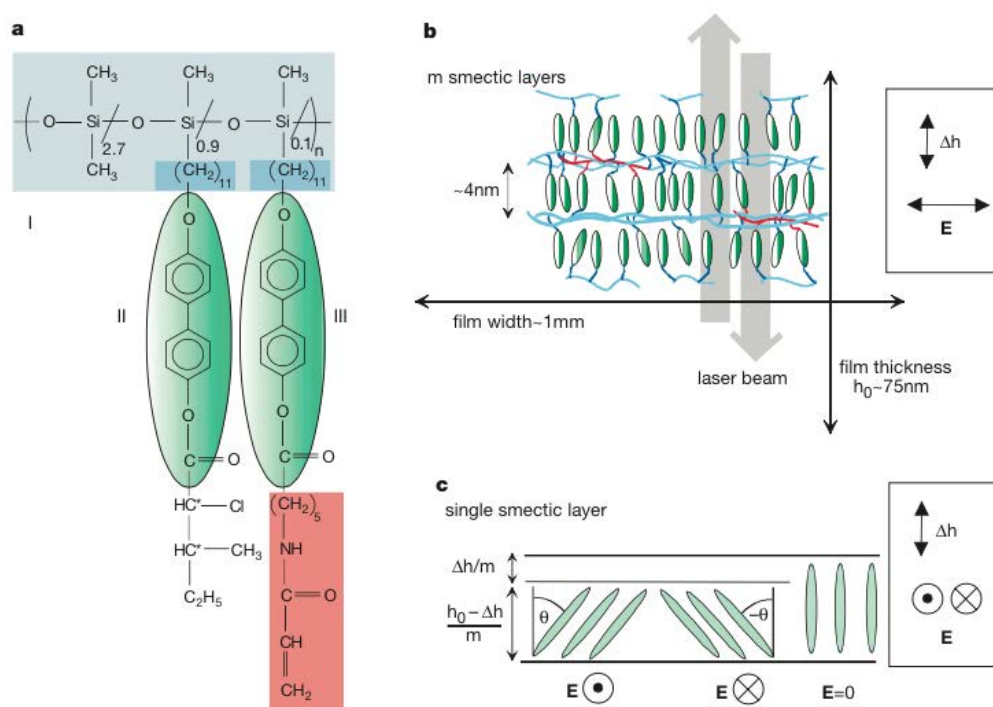 a
CH₃ CH₃ CH₃
O Si O Si O Si
2.7 0.9 0.1 n
CH₃ (CH₂)₁₁ (CH₂)₁₁
I
O O
II III
O O
C O C O
HC* Cl (CH₂)₅
HC* CH₃ NH
C₂H₅ C O
CH
CH₂
b
m smectic layers
~4nm
film width~1mm
laser beam
film thickness
h₀~75nm
Δh
E
c
single smectic layer
Δh/m
h₀ – Δh
m
θ –θ
E E E=0
Δh
E